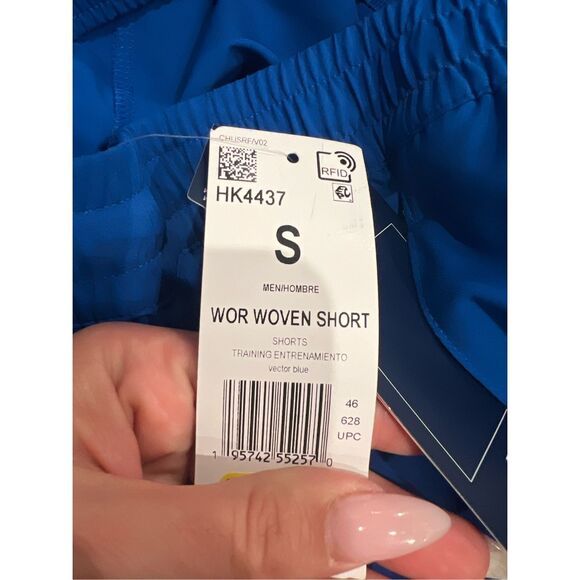 CHLISRF/V02
RFID
HK4437
S
MEN/HOMBRE
WOR WOVEN SHORT
SHORTS
TRAINING ENTRENAMIENTO
vector blue
46
628
UPC
1 95742 55257 0